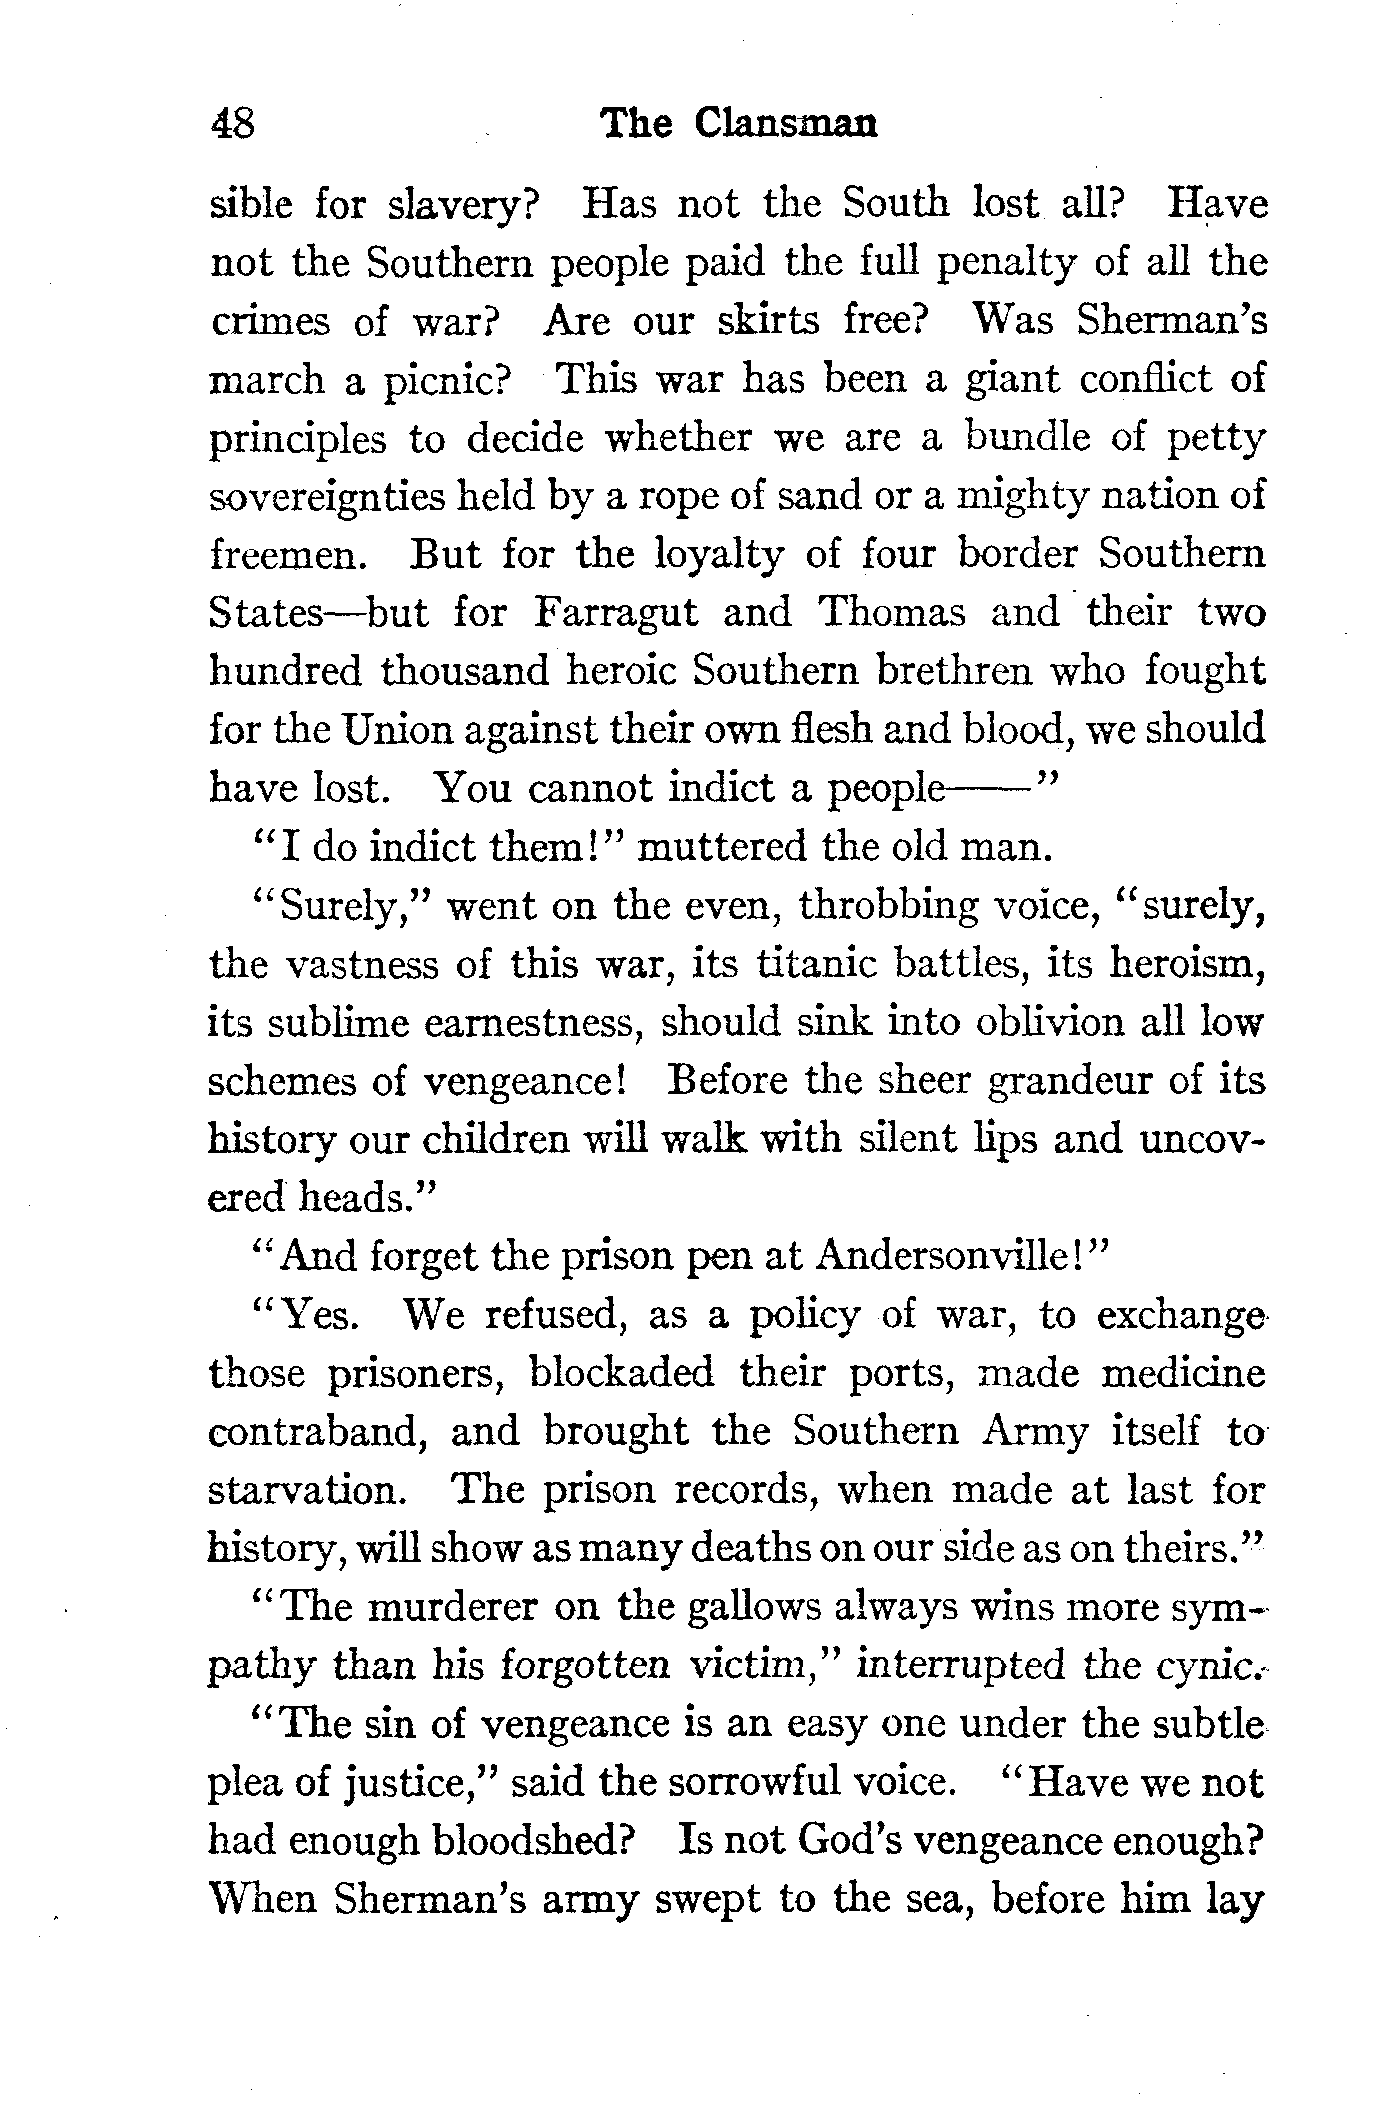 48 The Clansman
sible for slavery? Has not the South lost all? Have
not the Southern people paid the full penalty of all the
crimes of war? Are our skirts free? Was Sherman's
march a picnic? This war has been a giant conflict of
principles to decide whether we are a bundle of petty
sovereignties held by a rope of sand or a mighty nation of
freemen. But for the loyalty of four border Southern
States—but for Farragut and Thomas and their two
hundred thousand heroic Southern brethren who fought
for the Union against their own flesh and blood, we should
have lost. You cannot indict a people——"
"I do indict them!" muttered the old man.
"Surely," went on the even, throbbing voice, "surely,
the vastness of this war, its titanic battles, its heroism,
its sublime earnestness, should sink into oblivion all low
schemes of vengeance! Before the sheer grandeur of its
history our children will walk with silent lips and uncov-
ered heads."
"And forget the prison pen at Andersonville!"
"Yes. We refused, as a policy of war, to exchange
those prisoners, blockaded their ports, made medicine
contraband, and brought the Southern Army itself to
starvation. The prison records, when made at last for
history, will show as many deaths on our side as on theirs."
"The murderer on the gallows always wins more sym-
pathy than his forgotten victim," interrupted the cynic.
"The sin of vengeance is an easy one under the subtle
plea of justice," said the sorrowful voice. "Have we not
had enough bloodshed? Is not God's vengeance enough?
When Sherman's army swept to the sea, before him lay